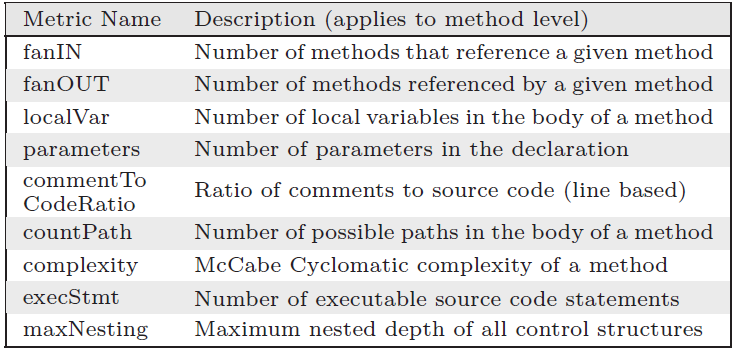 Metric Name Description (applies to method level)
fanIN Number of methods that reference a given method
fanOUT Number of methods referenced by a given method
localVar Number of local variables in the body of a method
parameters Number of parameters in the declaration
commentTo
CodeRatio Ratio of comments to source code (line based)
countPath Number of possible paths in the body of a method
complexity McCabe Cyclomatic complexity of a method
execStmt Number of executable source code statements
maxNesting Maximum nested depth of all control structures